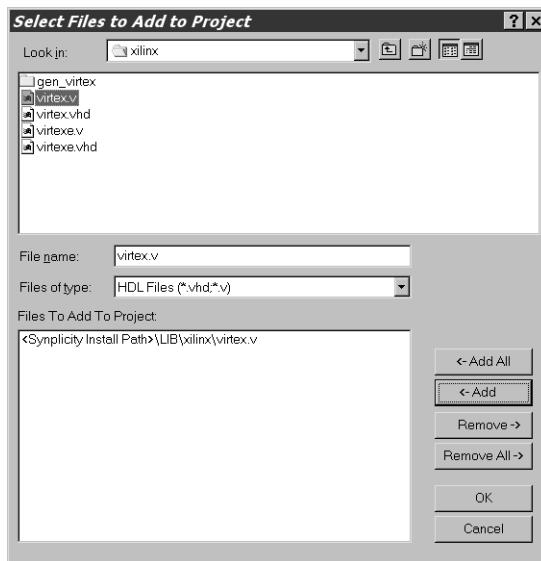 Select Files to Add to Project ? ×
Look in: xilinx
gen_virtex
virtex.v
virtex.vhd
virtexe.v
virtexe.vhd
File name: virtex.v
Files of type: HDL Files (*.vhd;*.v)
Files To Add To Project:
<Synplicity Install Path>\LIB\xilinx\virtex.v
<- Add All
<- Add
Remove ->
Remove All ->
OK
Cancel